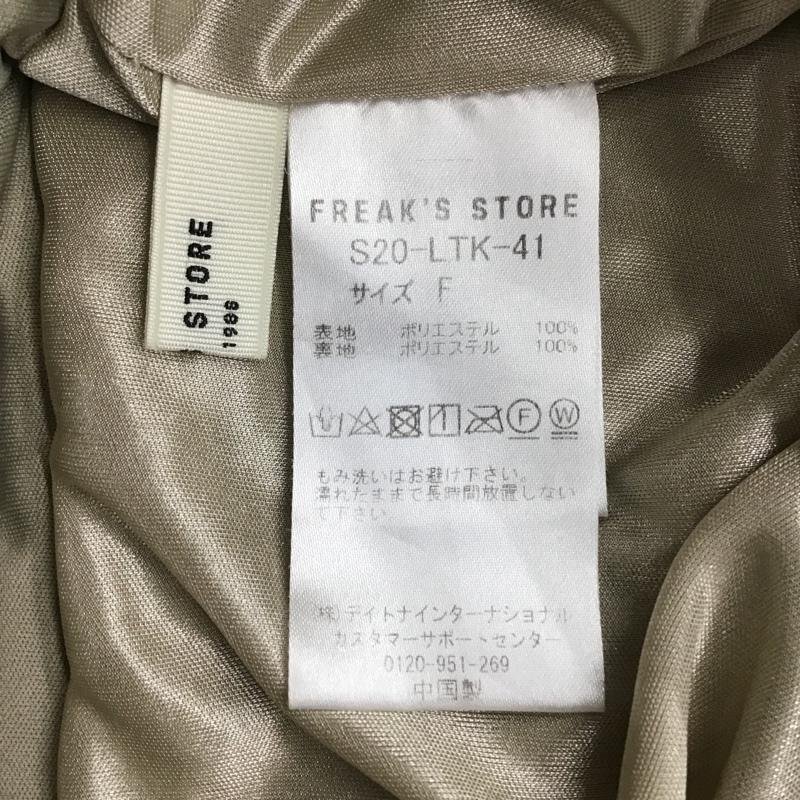 STORE
1986
FREAK'S STORE
S20-LTK-41
サイズ F
表地 ポリエステル 100%
裏地 ポリエステル 100%
F W
もみ洗いはお避け下さい。
濡れたままで長時間放置しない
で下さい
株)デイトナインターナショナル
カスタマーサポートセンター
0120-951-269
中国製